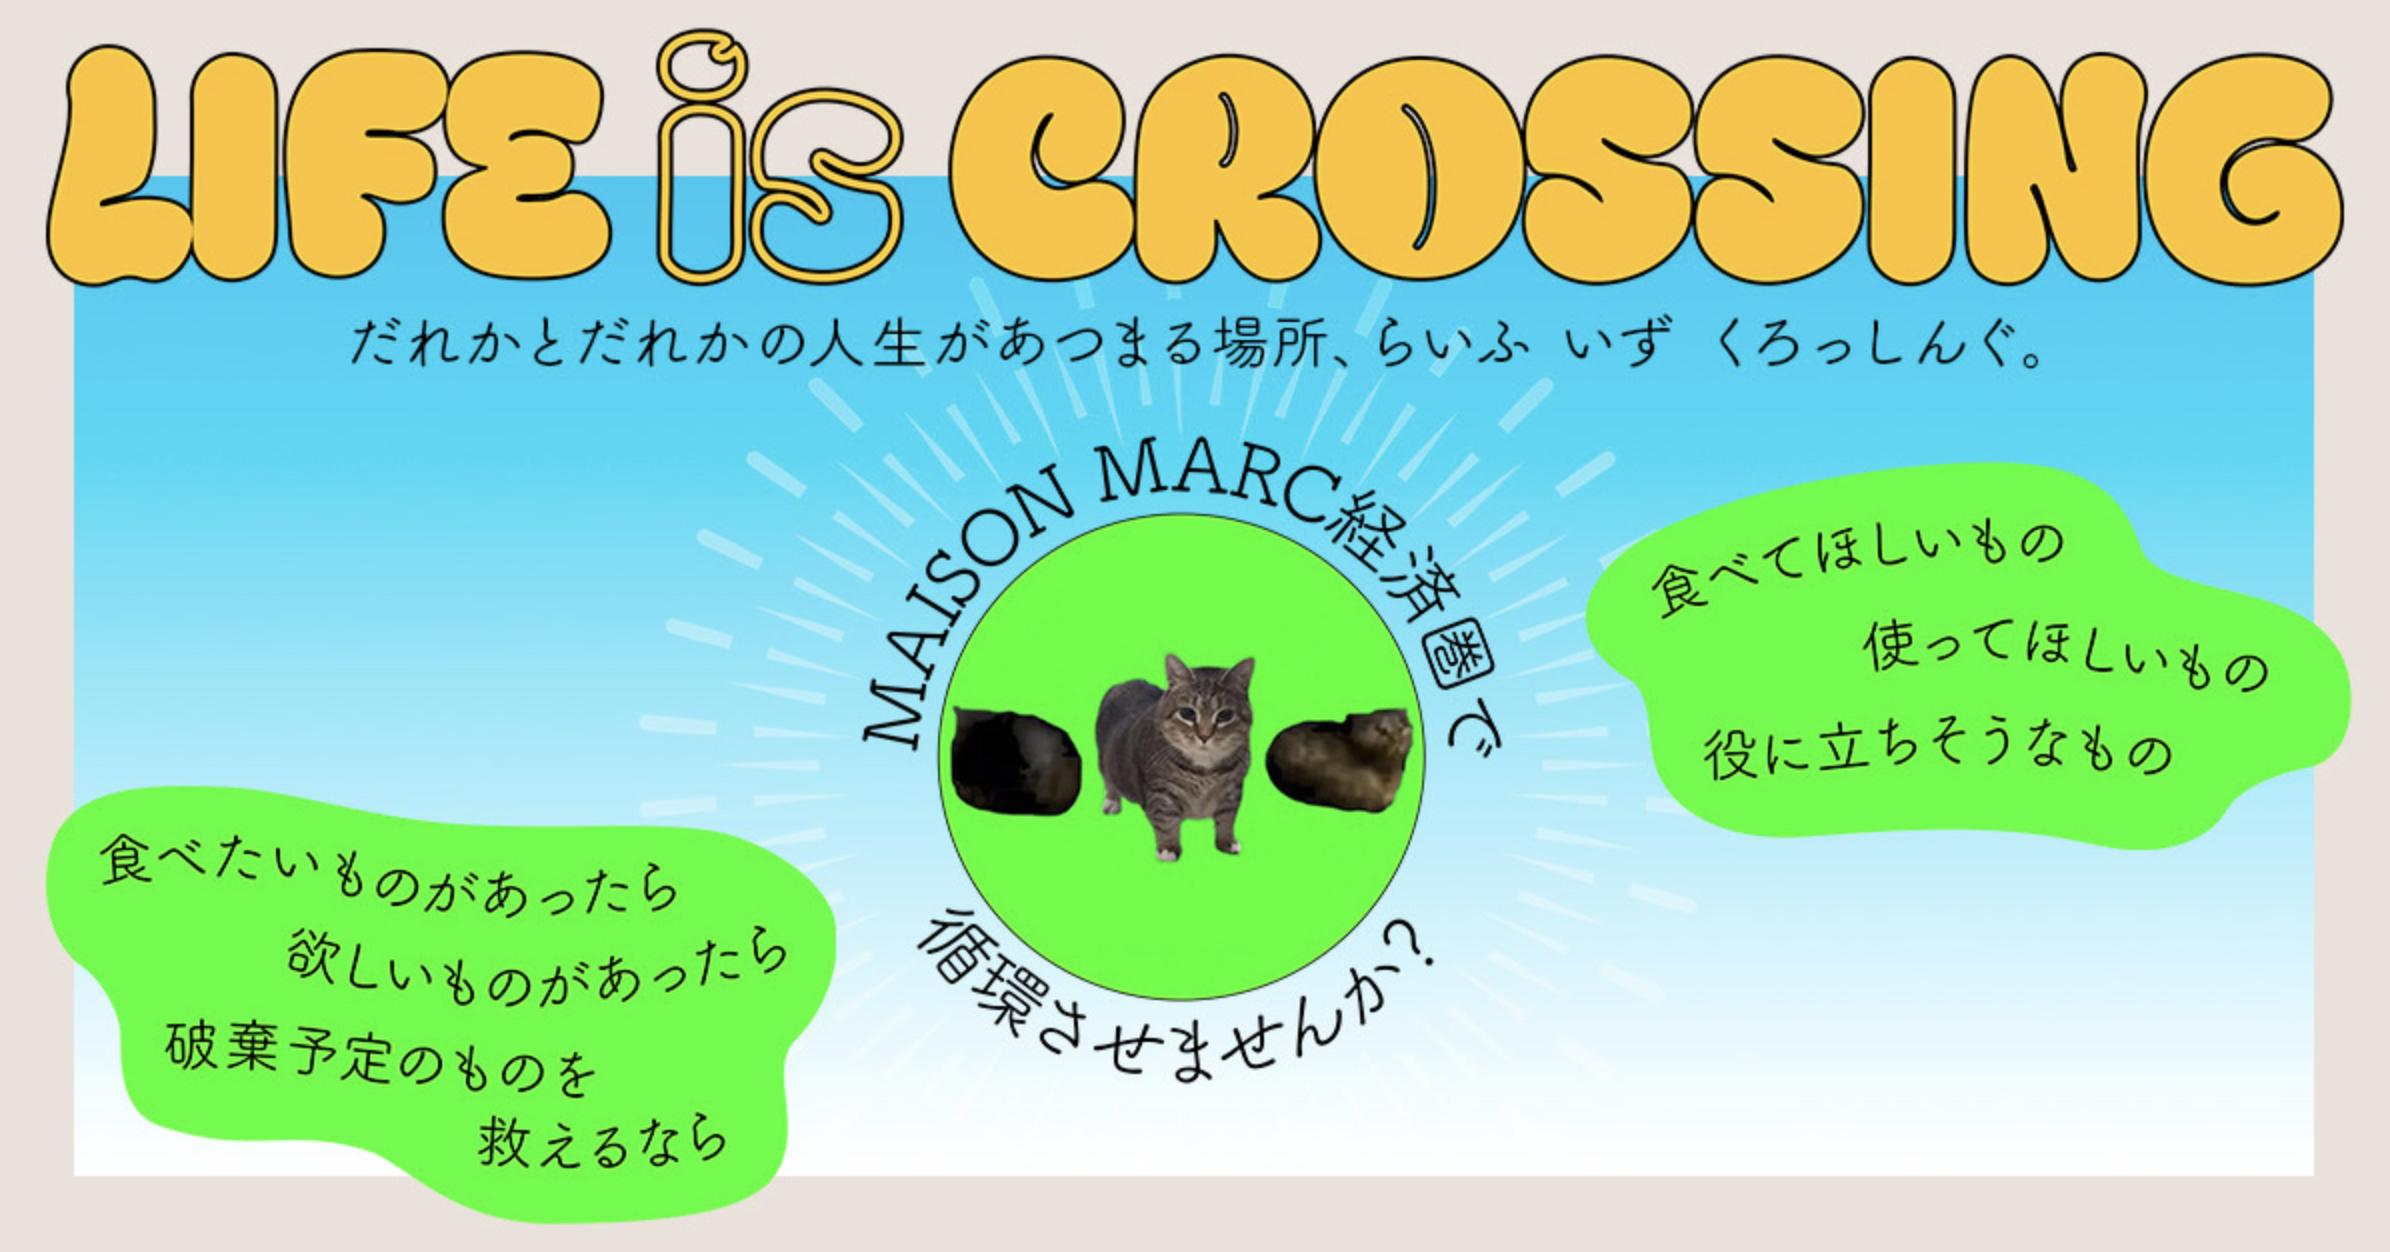 LIFE is CROSSING
だれかとだれかの人生があつまる場所、らいふ いず くろっしんぐ。
MAISON MARC経済圏で
循環させませんか?
食べてほしいもの
使ってほしいもの
役に立ちそうなもの
食べたいものがあったら
欲しいものがあったら
破棄予定のものを
救えるなら